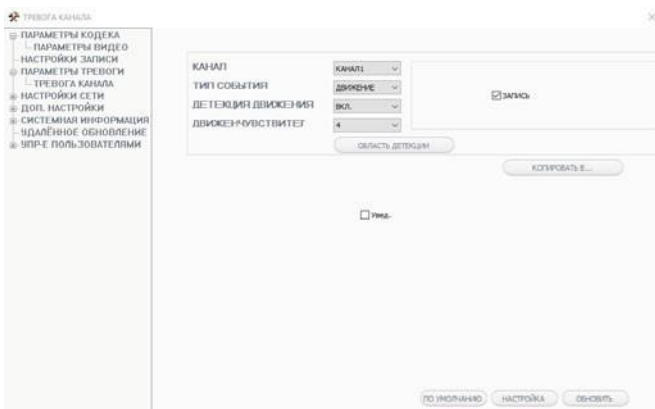 ТРЕВОГА КАНАЛА
ПАРАМЕТРЫ КОДЕКА
ПАРАМЕТРЫ ВИДЕО
НАСТРОЙКИ ЗАПИСИ
ПАРАМЕТРЫ ТРЕВОГИ
ТРЕВОГА КАНАЛА
НАСТРОЙКИ СЕТИ
ДОП. НАСТРОЙКИ
СИСТЕМНАЯ ИНФОРМАЦИЯ
УДАЛЁННОЕ ОБНОВЛЕНИЕ
УПР-Е ПОЛЬЗОВАТЕЛЯМИ
КАНАЛ КАНАЛ1
ТИП СОБЫТИЯ ДВИЖЕНИЕ
ДЕТЕКЦИЯ ДВИЖЕНИЯ ВКЛ.
ДВИЖЕНЧУВСТВИТЕГ 4
ОБЛАСТЬ ДЕТЕКЦИИ
ЗАПИСЬ
КОПИРОВАТЬ В...
Увед.
ПО УМОЛЧАНИЮ НАСТРОЙКА ОБНОВИТЬ